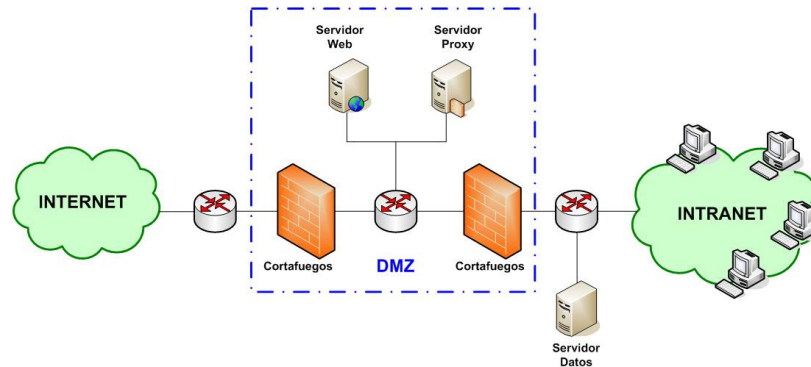 Servidor
Web
Servidor
Proxy
INTERNET
INTRANET
Cortafuegos
DMZ
Cortafuegos
Servidor
Datos